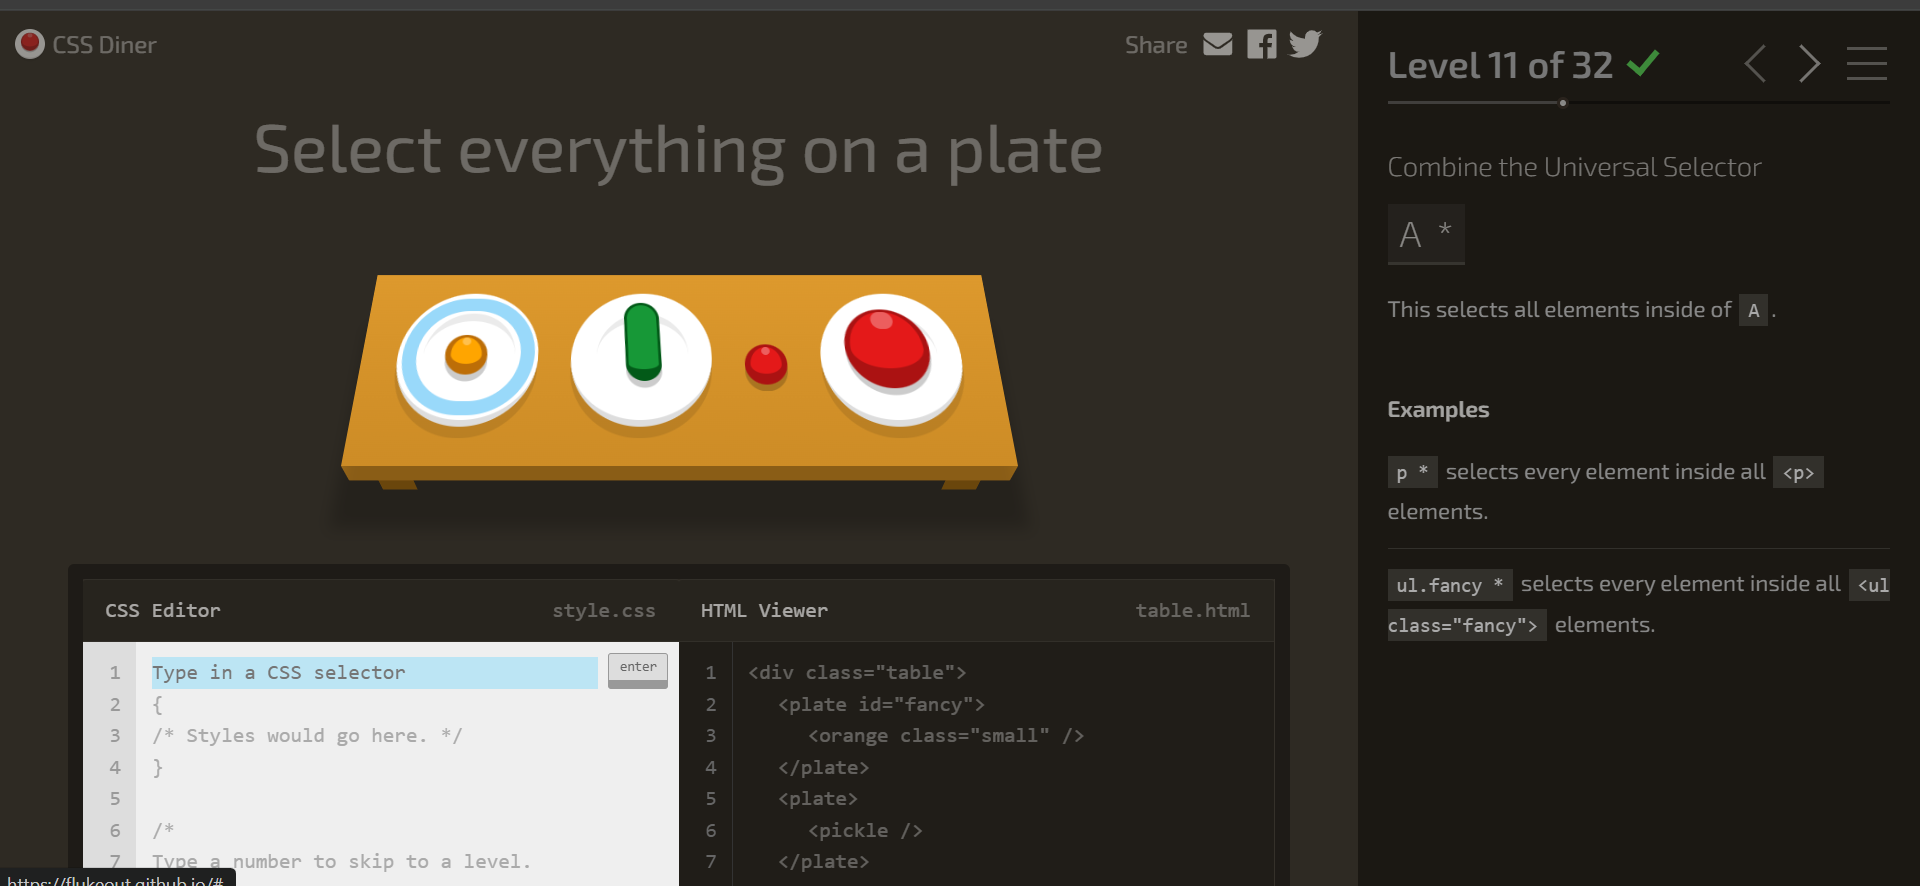 CSS Diner
Share
Select everything on a plate
CSS Editor style.css
1 Type in a CSS selector enter
2 {
3 /* Styles would go here. */
4 }
5
6 /*
7 Type a number to skip to a level.
HTML Viewer table.html
1 <div class="table">
2 <plate id="fancy">
3 <orange class="small" />
4 </plate>
5 <plate>
6 <pickle />
7 </plate>
https://flukeout.github.io/#
Level 11 of 32
Combine the Universal Selector
A *
This selects all elements inside of A .
Examples
p * selects every element inside all <p>
elements.
ul.fancy * selects every element inside all <ul
class="fancy"> elements.